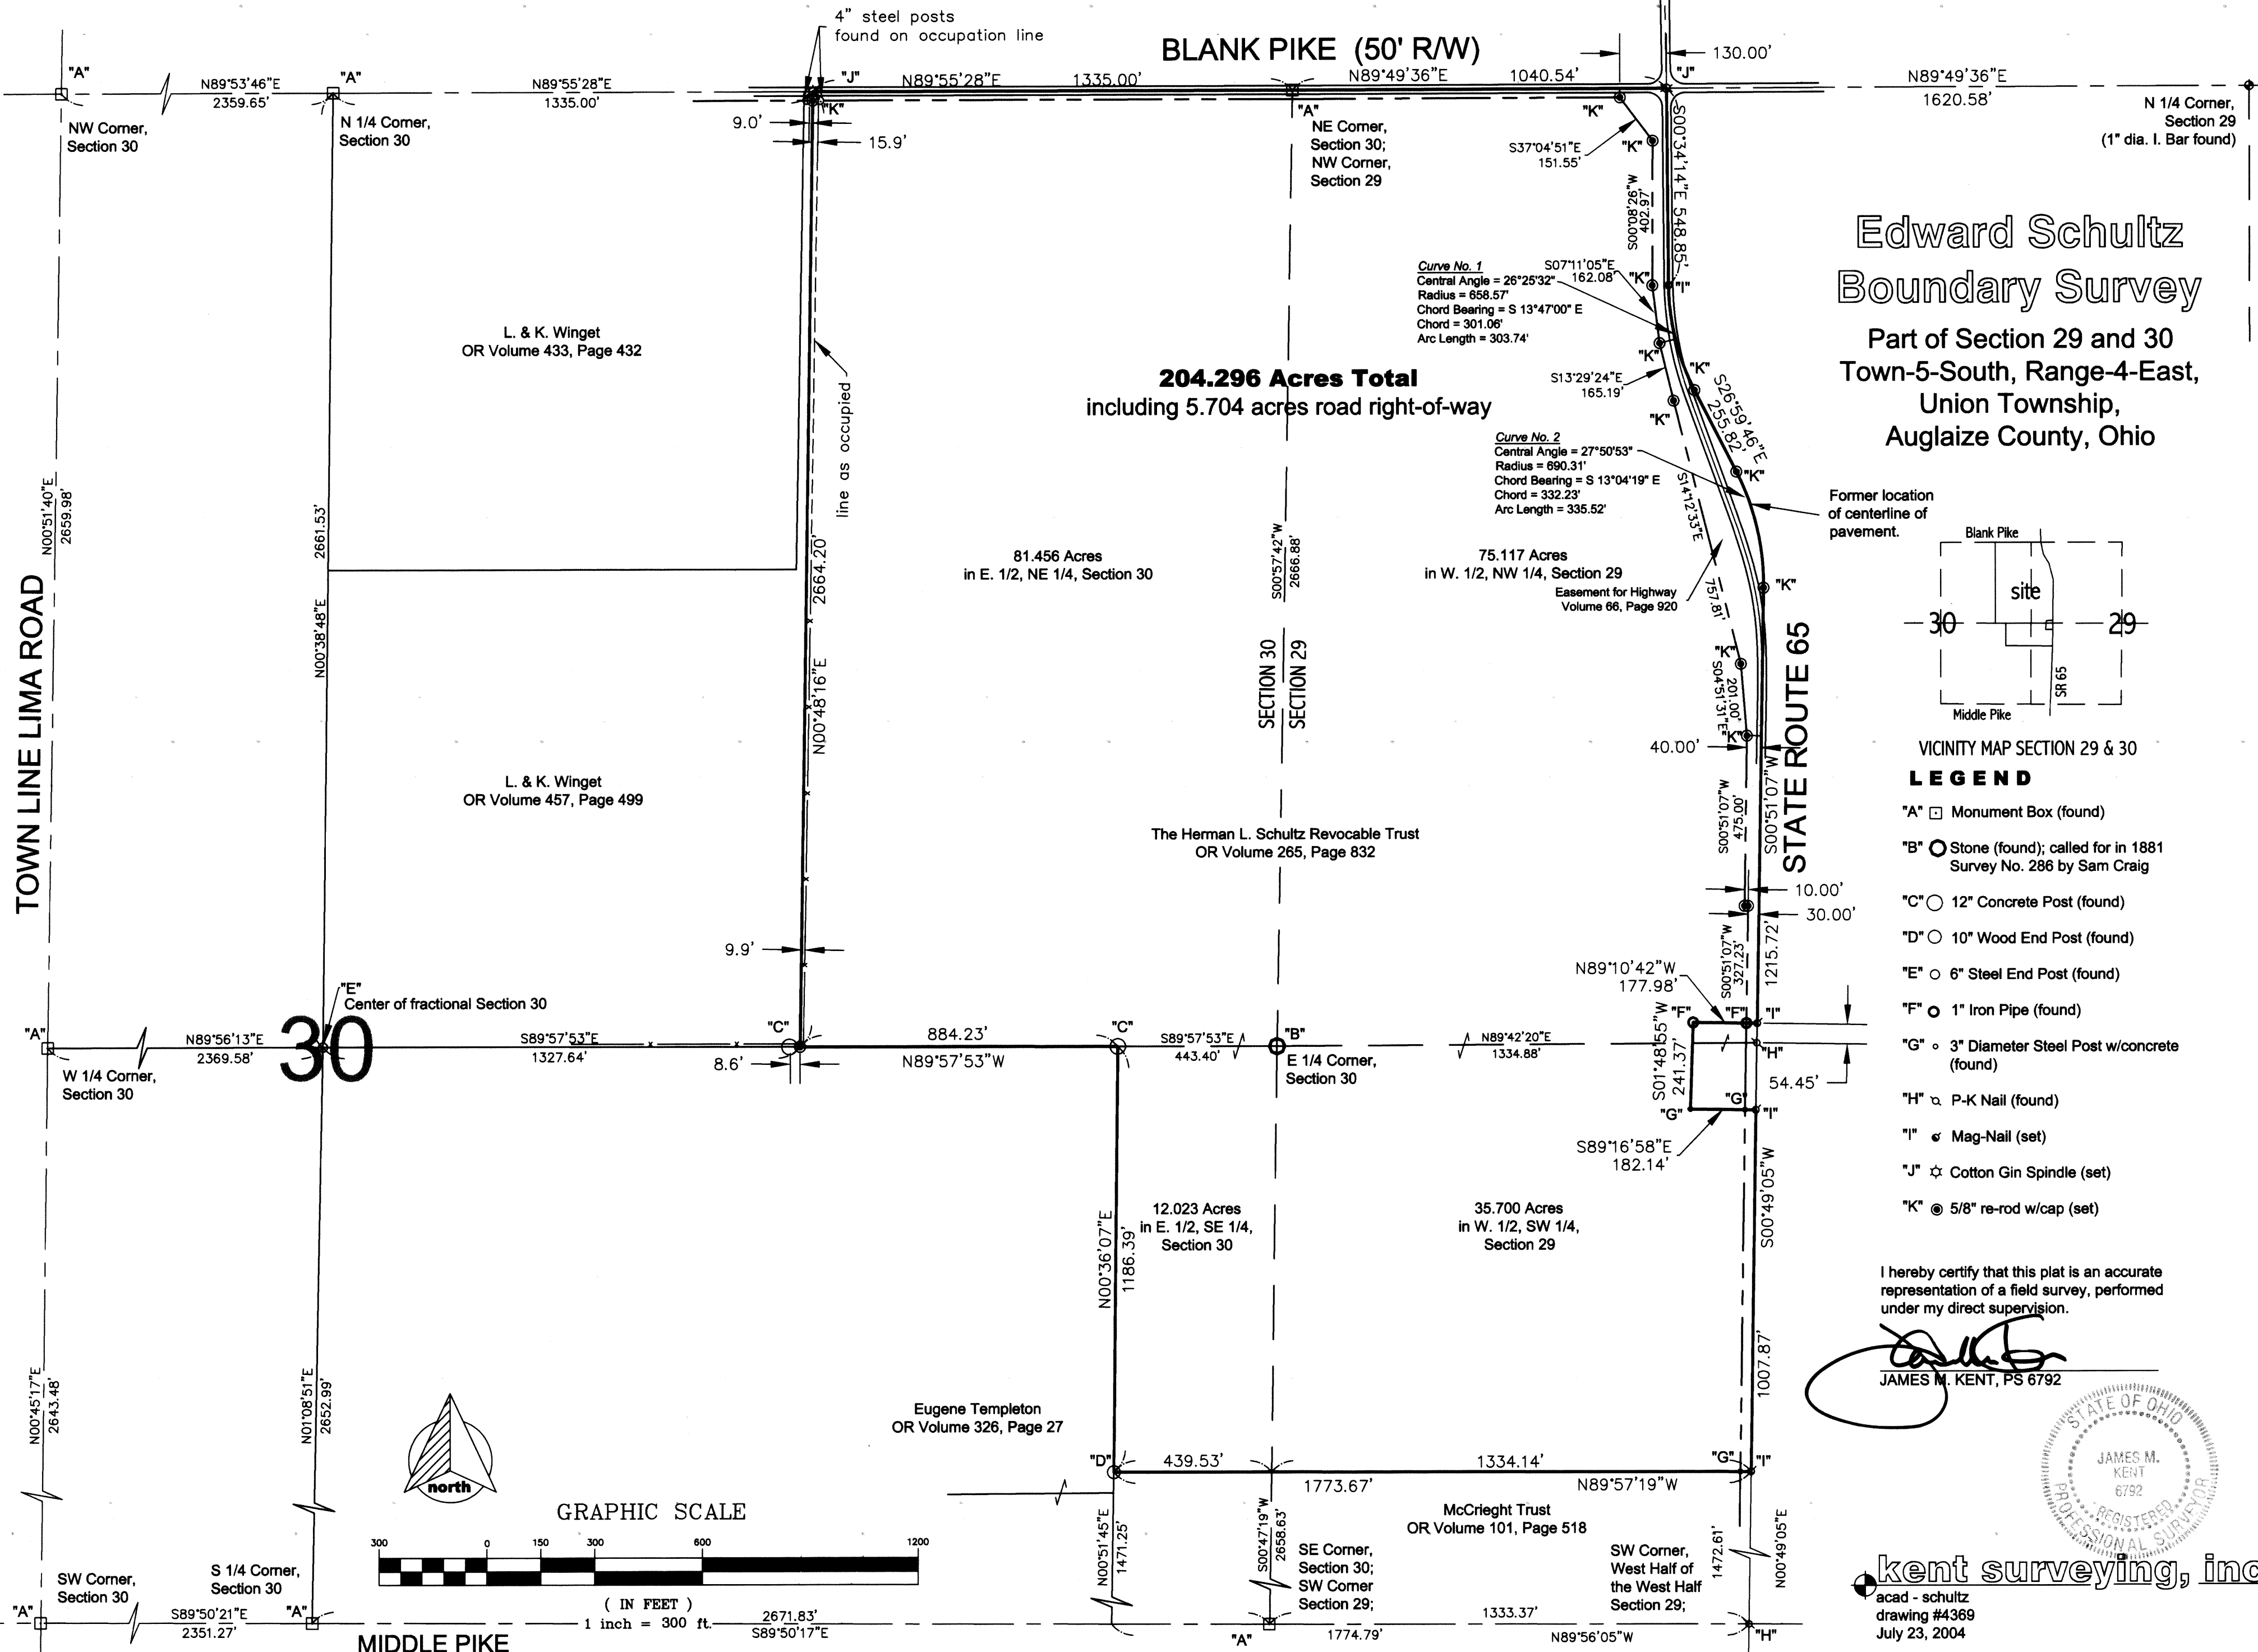 4" steel posts
found on occupation line
BLANK PIKE (50' R/W)
130.00'
"A"
N89°53'46"E
2359.65'
"A"
N89°55'28"E
1335.00'
"J"
N89°55'28"E
1335.00'
N89°49'36"E
1040.54'
"J"
N89°49'36"E
1620.58'
NW Corner,
Section 30
N 1/4 Corner,
Section 30
"K"
9.0'
15.9'
"A"
NE Corner,
Section 30;
NW Corner,
Section 29
"K"
"K"
S37°04'51"E
151.55'
N 1/4 Corner,
Section 29
(1" dia. I. Bar found)
S00°34'14"E 548.85'
S00°08'26"W
402.97'
Edward Schultz
Boundary Survey
Part of Section 29 and 30
Town-5-South, Range-4-East,
Union Township,
Auglaize County, Ohio
Curve No. 1
Central Angle = 26°25'32"
Radius = 658.57'
Chord Bearing = S 13°47'00" E
Chord = 301.06'
Arc Length = 303.74'
S07°11'05"E
162.08'
"K"
"I"
"K"
"K"
L. & K. Winget
OR Volume 433, Page 432
line as occupied
204.296 Acres Total
including 5.704 acres road right-of-way
S13°29'24"E
165.19'
"K"
S26°59'46"E
255.82'
Curve No. 2
Central Angle = 27°50'53"
Radius = 690.31'
Chord Bearing = S 13°04'19" E
Chord = 332.23'
Arc Length = 335.52'
"K"
S14°12'33"E
757.81'
Former location
of centerline of
pavement.
N00°51'40"E
2659.98'
2661.53'
N00°38'48"E
2664.20'
N00°48'16"E
81.456 Acres
in E. 1/2, NE 1/4, Section 30
S00°57'42"W
2666.88'
75.117 Acres
in W. 1/2, NW 1/4, Section 29
Easement for Highway
Volume 66, Page 920
"K"
Blank Pike
site
30
29
SR 65
Middle Pike
VICINITY MAP SECTION 29 & 30
TOWN LINE LIMA ROAD
SECTION 30
SECTION 29
"K"
201.00'
S04°51'31"E
"K"
40.00'
STATE ROUTE 65
L. & K. Winget
OR Volume 457, Page 499
The Herman L. Schultz Revocable Trust
OR Volume 265, Page 832
S00°51'07"W
475.00'
S00°51'07"W
1215.72'
10.00'
30.00'
LEGEND
"A" Monument Box (found)
"B" Stone (found); called for in 1881
Survey No. 286 by Sam Craig
"C" 12" Concrete Post (found)
"D" 10" Wood End Post (found)
"E" 6" Steel End Post (found)
"F" 1" Iron Pipe (found)
"G" 3" Diameter Steel Post w/concrete
(found)
"H" P-K Nail (found)
"I" Mag-Nail (set)
"J" Cotton Gin Spindle (set)
"K" 5/8" re-rod w/cap (set)
9.9'
S00°51'07"W
327.23'
N89°10'42"W
177.98'
"E"
Center of fractional Section 30
30
"A"
N89°56'13"E
2369.58'
S89°57'53"E
1327.64'
"C"
8.6'
884.23'
N89°57'53"W
"C"
S89°57'53"E
443.40'
"B"
E 1/4 Corner,
Section 30
N89°42'20"E
1334.88'
"F"
"F"
"I"
"H"
54.45'
S01°48'55"W
241.37'
"G"
"G"
"I"
S89°16'58"E
182.14'
W 1/4 Corner,
Section 30
N00°36'07"E
1186.39'
12.023 Acres
in E. 1/2, SE 1/4,
Section 30
35.700 Acres
in W. 1/2, SW 1/4,
Section 29
S00°49'05"W
1007.87'
I hereby certify that this plat is an accurate
representation of a field survey, performed
under my direct supervision.
JAMES M. KENT, PS 6792
STATE OF OHIO
JAMES M.
KENT
6792
REGISTERED
PROFESSIONAL SURVEYOR
N00°45'17"E
2643.48'
N01°08'51"E
2652.99'
north
Eugene Templeton
OR Volume 326, Page 27
"D"
439.53'
1334.14'
"G"
"I"
1773.67'
N89°57'19"W
McCrieght Trust
OR Volume 101, Page 518
GRAPHIC SCALE
300
0
150
300
600
1200
( IN FEET )
1 inch = 300 ft.
N00°51'45"E
1471.25'
S00°47'19"W
2658.63'
SE Corner,
Section 30;
SW Corner
Section 29;
SW Corner,
West Half of
the West Half
Section 29;
1472.61'
N00°49'05"E
SW Corner,
Section 30
S 1/4 Corner,
Section 30
"A"
S89°50'21"E
2351.27'
"A"
MIDDLE PIKE
2671.83'
S89°50'17"E
"A"
1333.37'
1774.79'
N89°56'05"W
"H"
kent surveying, inc
acad - schultz
drawing #4369
July 23, 2004